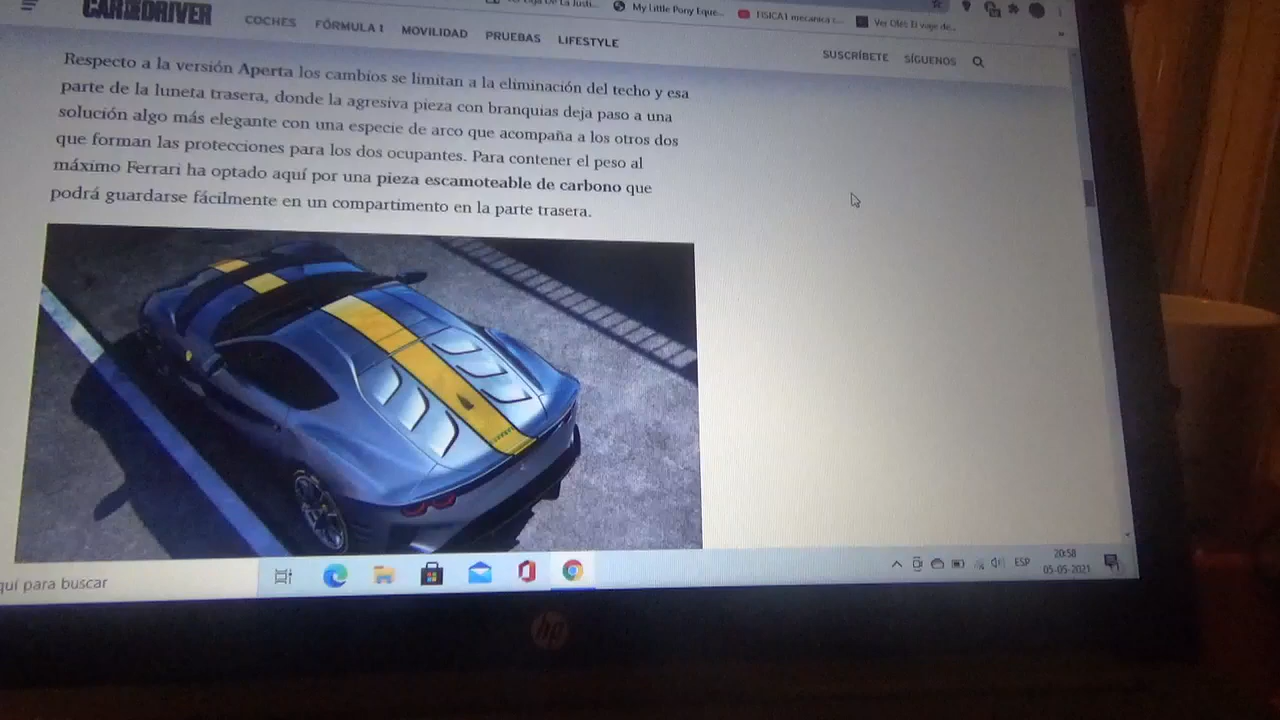 CAR AND DRIVER
My Little Pony Eque...
FISICA I mecanica
Ver
COCHES FÓRMULA 1 MOVILIDAD PRUEBAS LIFESTYLE
SUSCRÍBETE SÍGUENOS
Respecto a la versión Aperta los cambios se limitan a la eliminación del techo y esa
parte de la luneta trasera, donde la agresiva pieza con branquias deja paso a una
solución algo más elegante con una especie de arco que acompaña a los otros dos
que forman las protecciones para los dos ocupantes. Para contener el peso al
máximo Ferrari ha optado aquí por una pieza escamoteable de carbono que
podrá guardarse fácilmente en un compartimento en la parte trasera.
quí para buscar
ESP
20:58
05-05-2021
hp